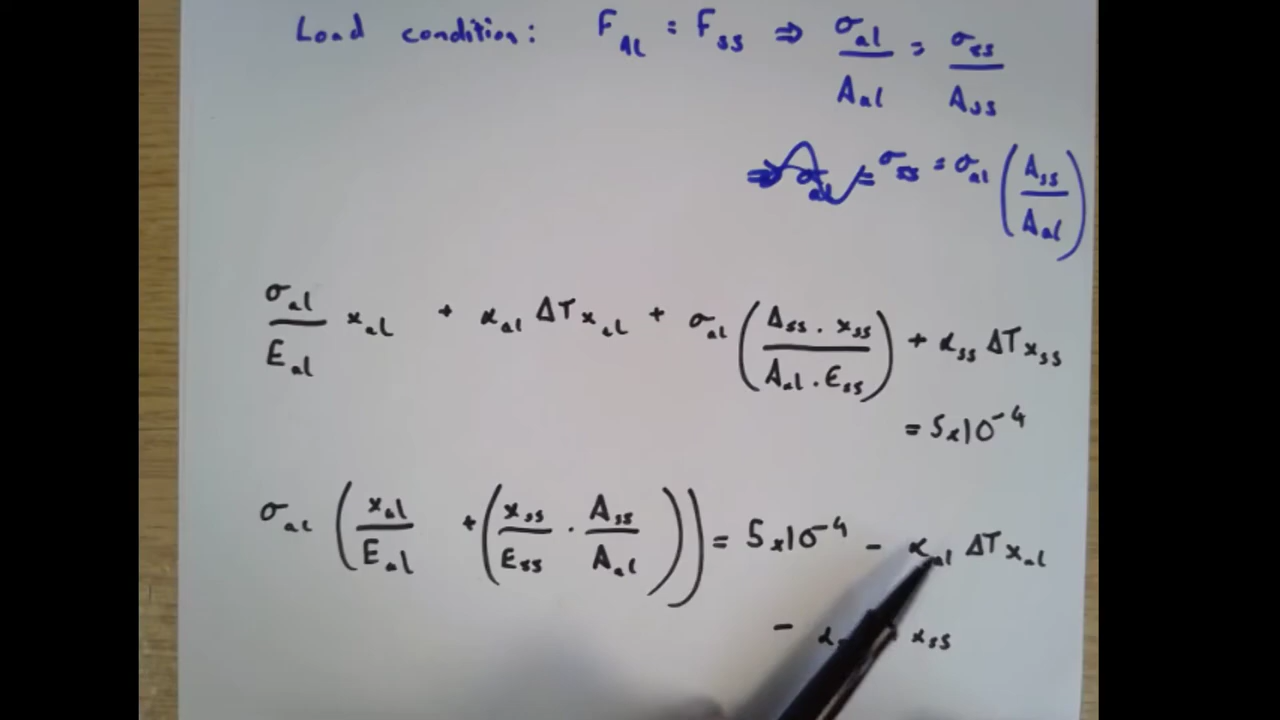 Load condition: F_AL = F_ss ⇒ σ_al / A_al = σ_ss / A_ss
σ_ss = σ_al (A_ss / A_al)
σ_al / E_al x_al + α_al ΔT x_al + σ_al (A_ss . x_ss / A_al . E_ss) + α_ss ΔT x_ss
= 5x10^-4
σ_al (x_al / E_al + (x_ss / E_ss . A_ss / A_al)) = 5x10^-4 - α_al ΔT x_al
- α x_ss